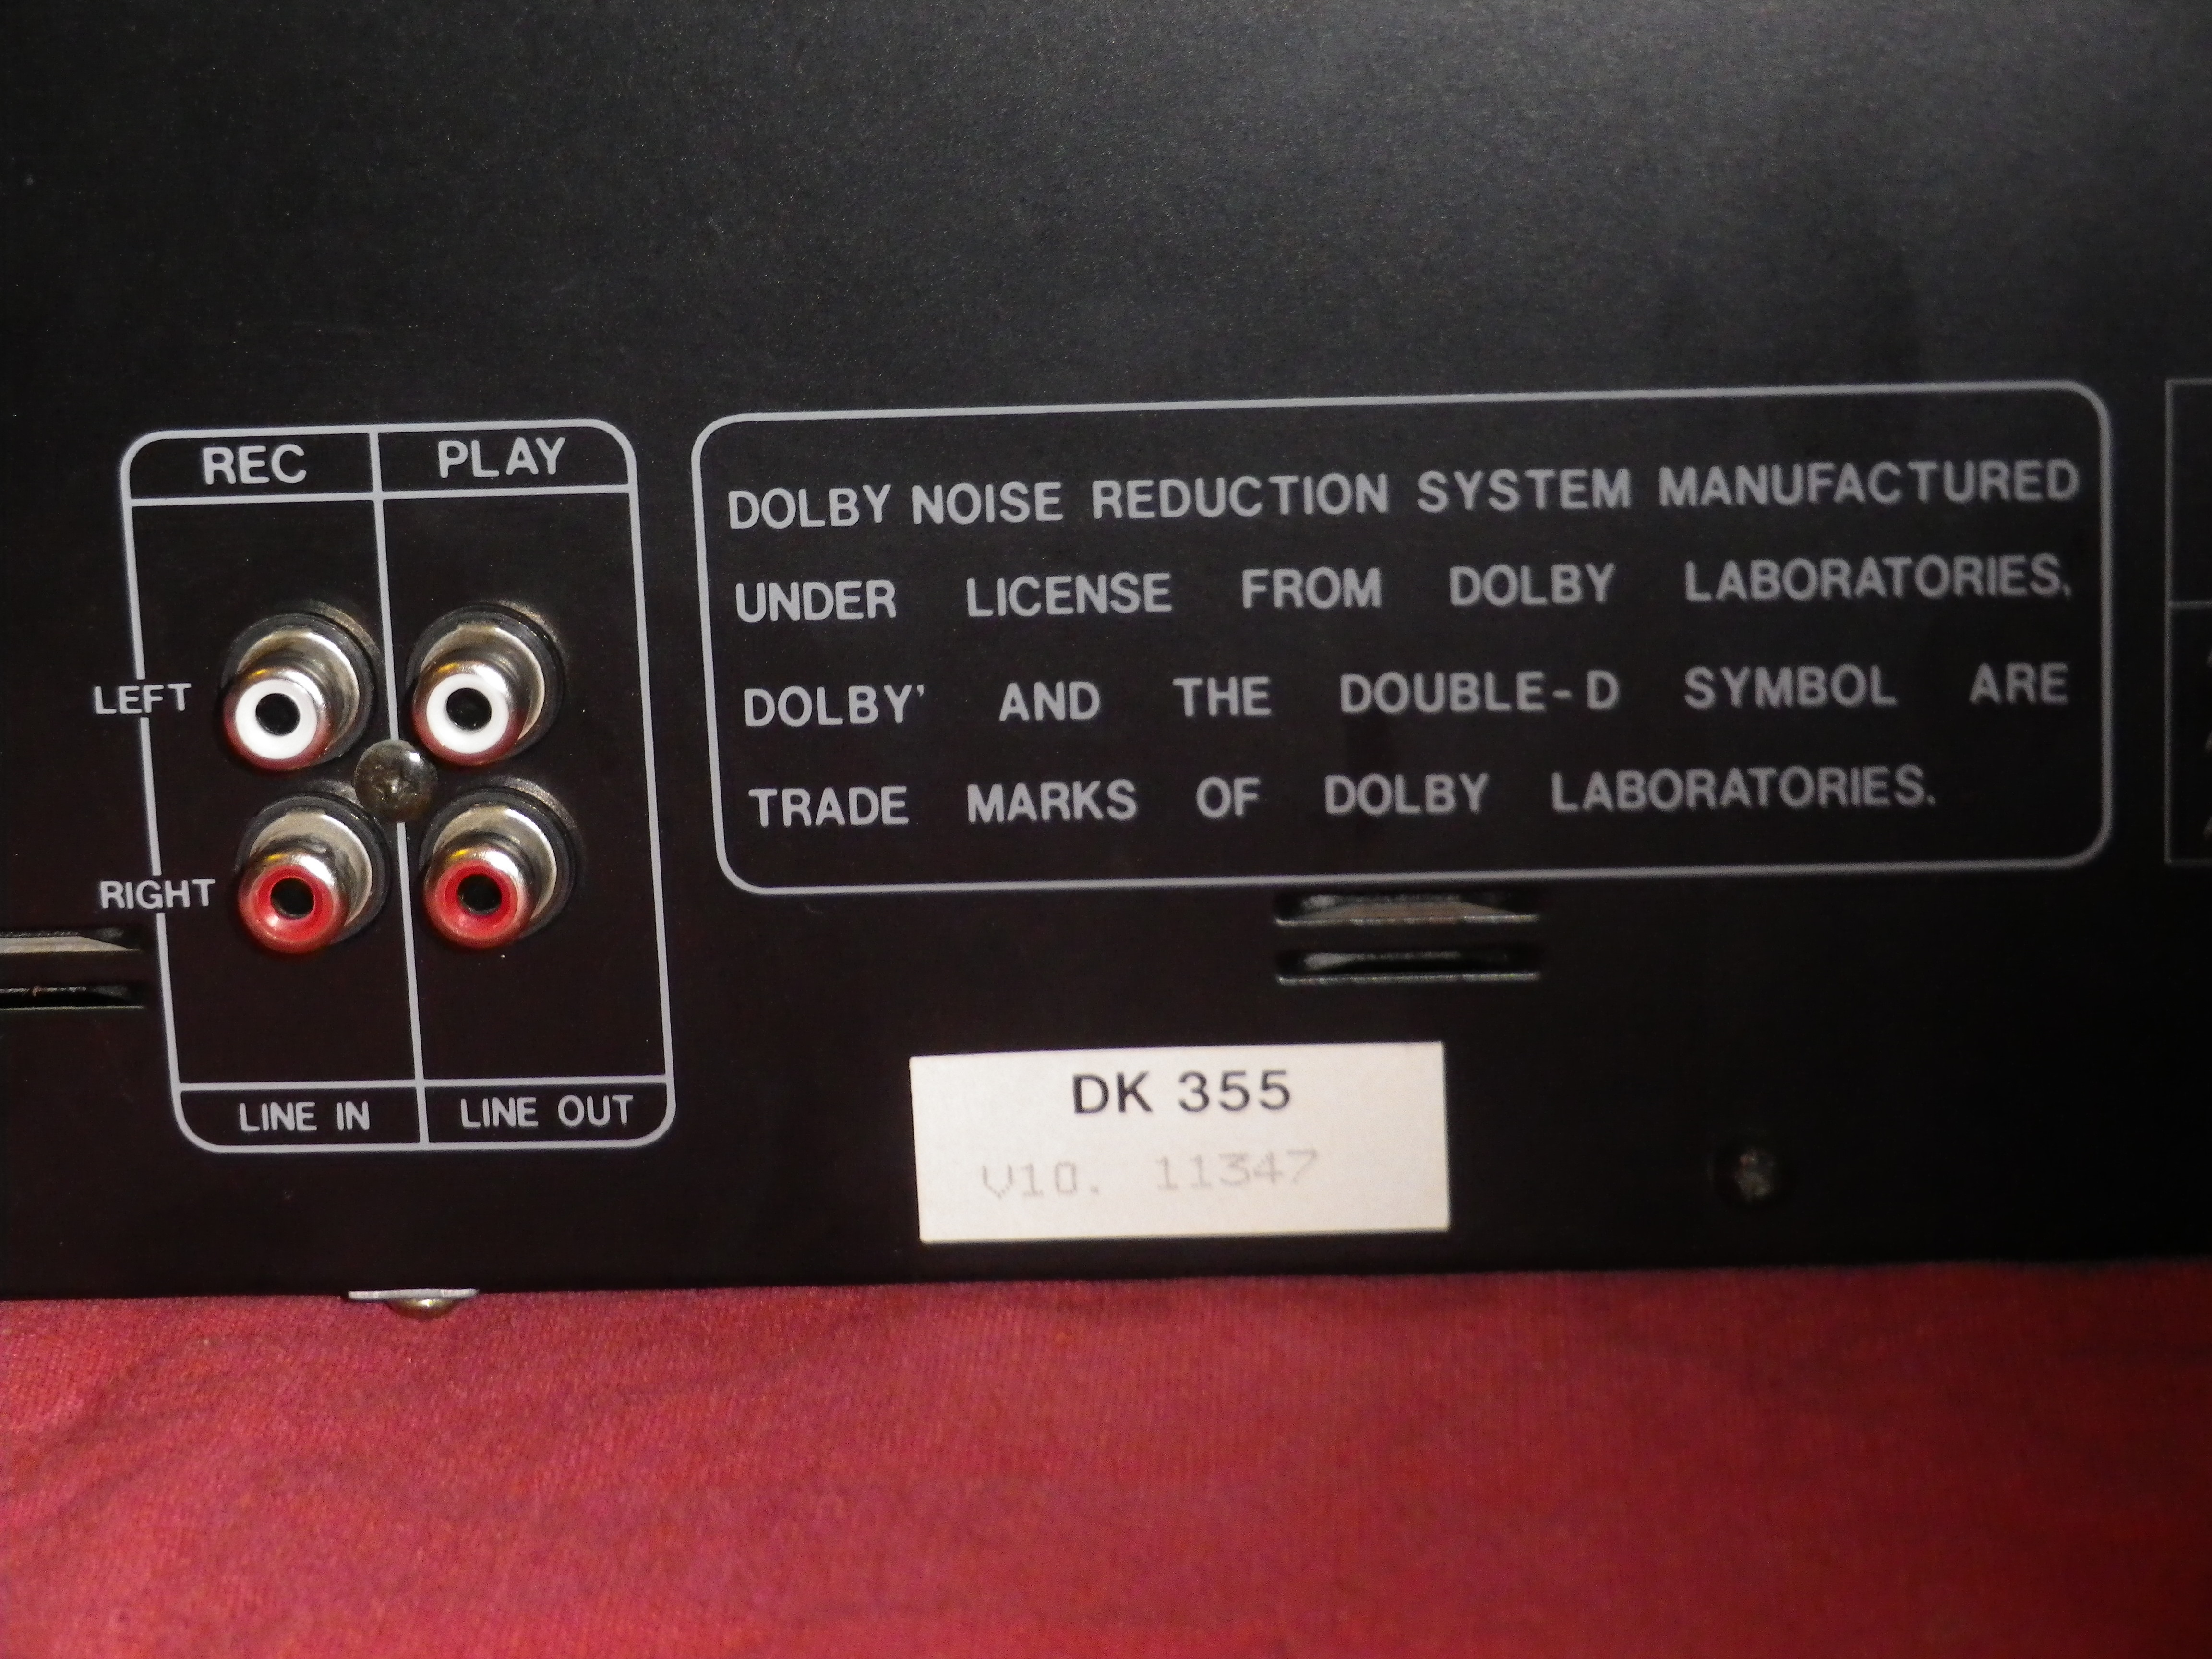 REC PLAY
LEFT
RIGHT
LINE IN LINE OUT
DOLBY NOISE REDUCTION SYSTEM MANUFACTURED
UNDER LICENSE FROM DOLBY LABORATORIES,
DOLBY' AND THE DOUBLE-D SYMBOL ARE
TRADE MARKS OF DOLBY LABORATORIES.
DK 355
V10. 11347